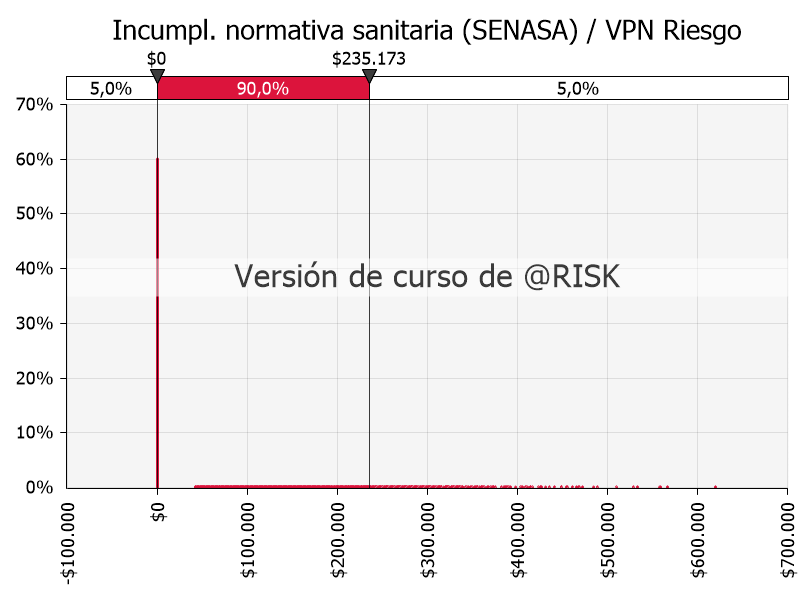 Incumpl. normativa sanitaria (SENASA) / VPN Riesgo
$0 $235.173
5,0% 90,0% 5,0%
70%
60%
50%
40%
Versión de curso de @RISK
30%
20%
10%
0%
-$100.000 $0 $100.000 $200.000 $300.000 $400.000 $500.000 $600.000 $700.000